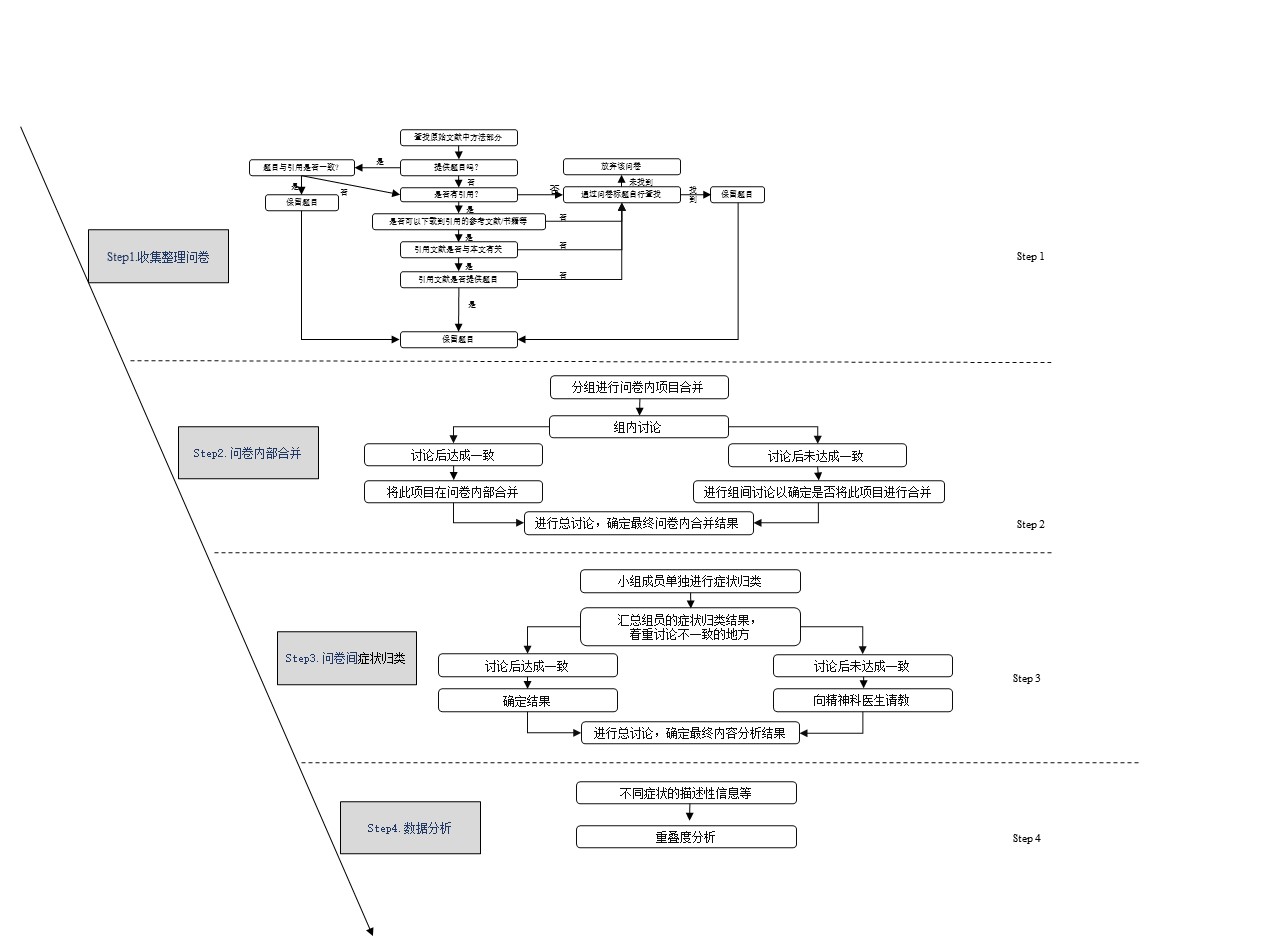 查找原始文献中方法部分
题目与引用是否一致?
是
提供题目吗?
放弃该问卷
是
否
否
未找到
保留题目
是否有引用?
否
通过问卷标题自行查找
找到
保留题目
是
是否可以下载到引用的参考文献/书籍等
否
是
Step1.收集整理问卷
引用文献是否与本文有关
否
Step 1
是
引用文献是否提供题目
否
是
保留题目
分组进行问卷内项目合并
组内讨论
Step2.问卷内部合并
讨论后达成一致
讨论后未达成一致
将此项目在问卷内部合并
进行组间讨论以确定是否将此项目进行合并
进行总讨论，确定最终问卷内合并结果
Step 2
小组成员单独进行症状归类
汇总组员的症状归类结果，
着重讨论不一致的地方
Step3.问卷间症状归类
讨论后达成一致
讨论后未达成一致
Step 3
确定结果
向精神科医生请教
进行总讨论，确定最终内容分析结果
不同症状的描述性信息等
Step4.数据分析
重叠度分析
Step 4